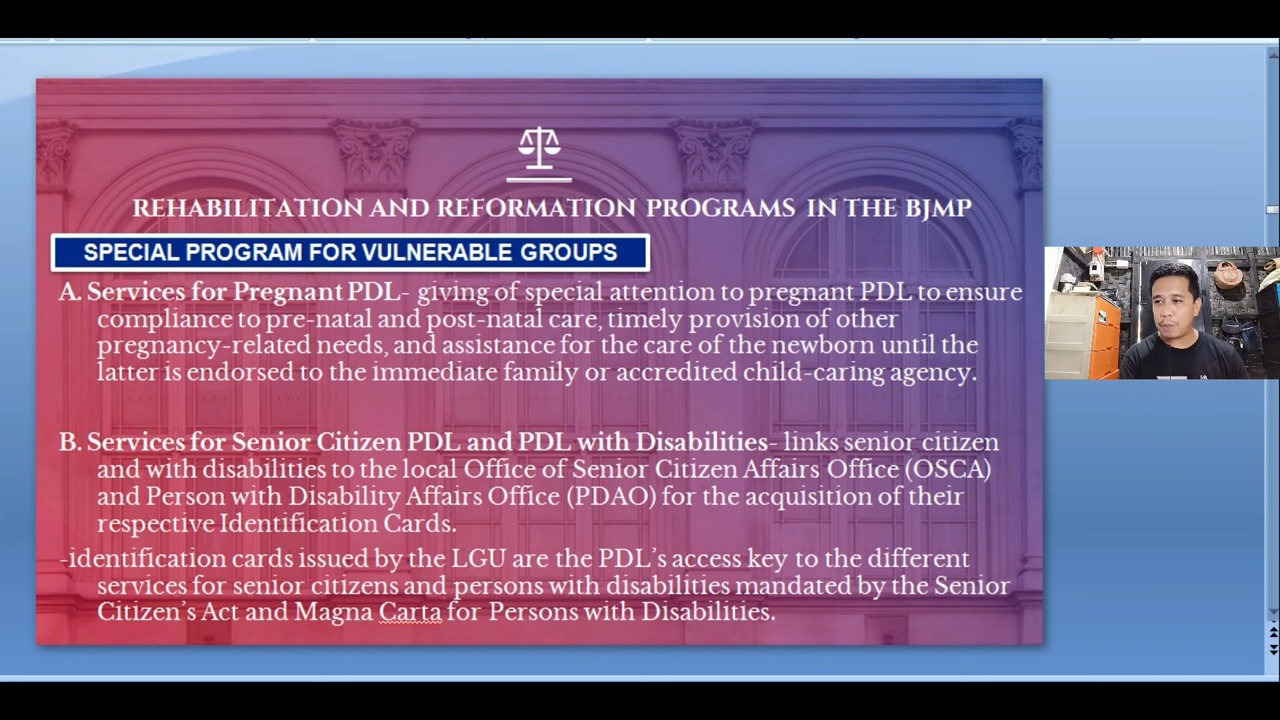 REHABILITATION AND REFORMATION PROGRAMS IN THE BJMP
SPECIAL PROGRAM FOR VULNERABLE GROUPS
A. Services for Pregnant PDL- giving of special attention to pregnant PDL to ensure
compliance to pre-natal and post-natal care, timely provision of other
pregnancy-related needs, and assistance for the care of the newborn until the
latter is endorsed to the immediate family or accredited child-caring agency.
B. Services for Senior Citizen PDL and PDL with Disabilities- links senior citizen
and with disabilities to the local Office of Senior Citizen Affairs Office (OSCA)
and Person with Disability Affairs Office (PDAO) for the acquisition of their
respective Identification Cards.
-identification cards issued by the LGU are the PDL’s access key to the different
services for senior citizens and persons with disabilities mandated by the Senior
Citizen’s Act and Magna Carta for Persons with Disabilities.